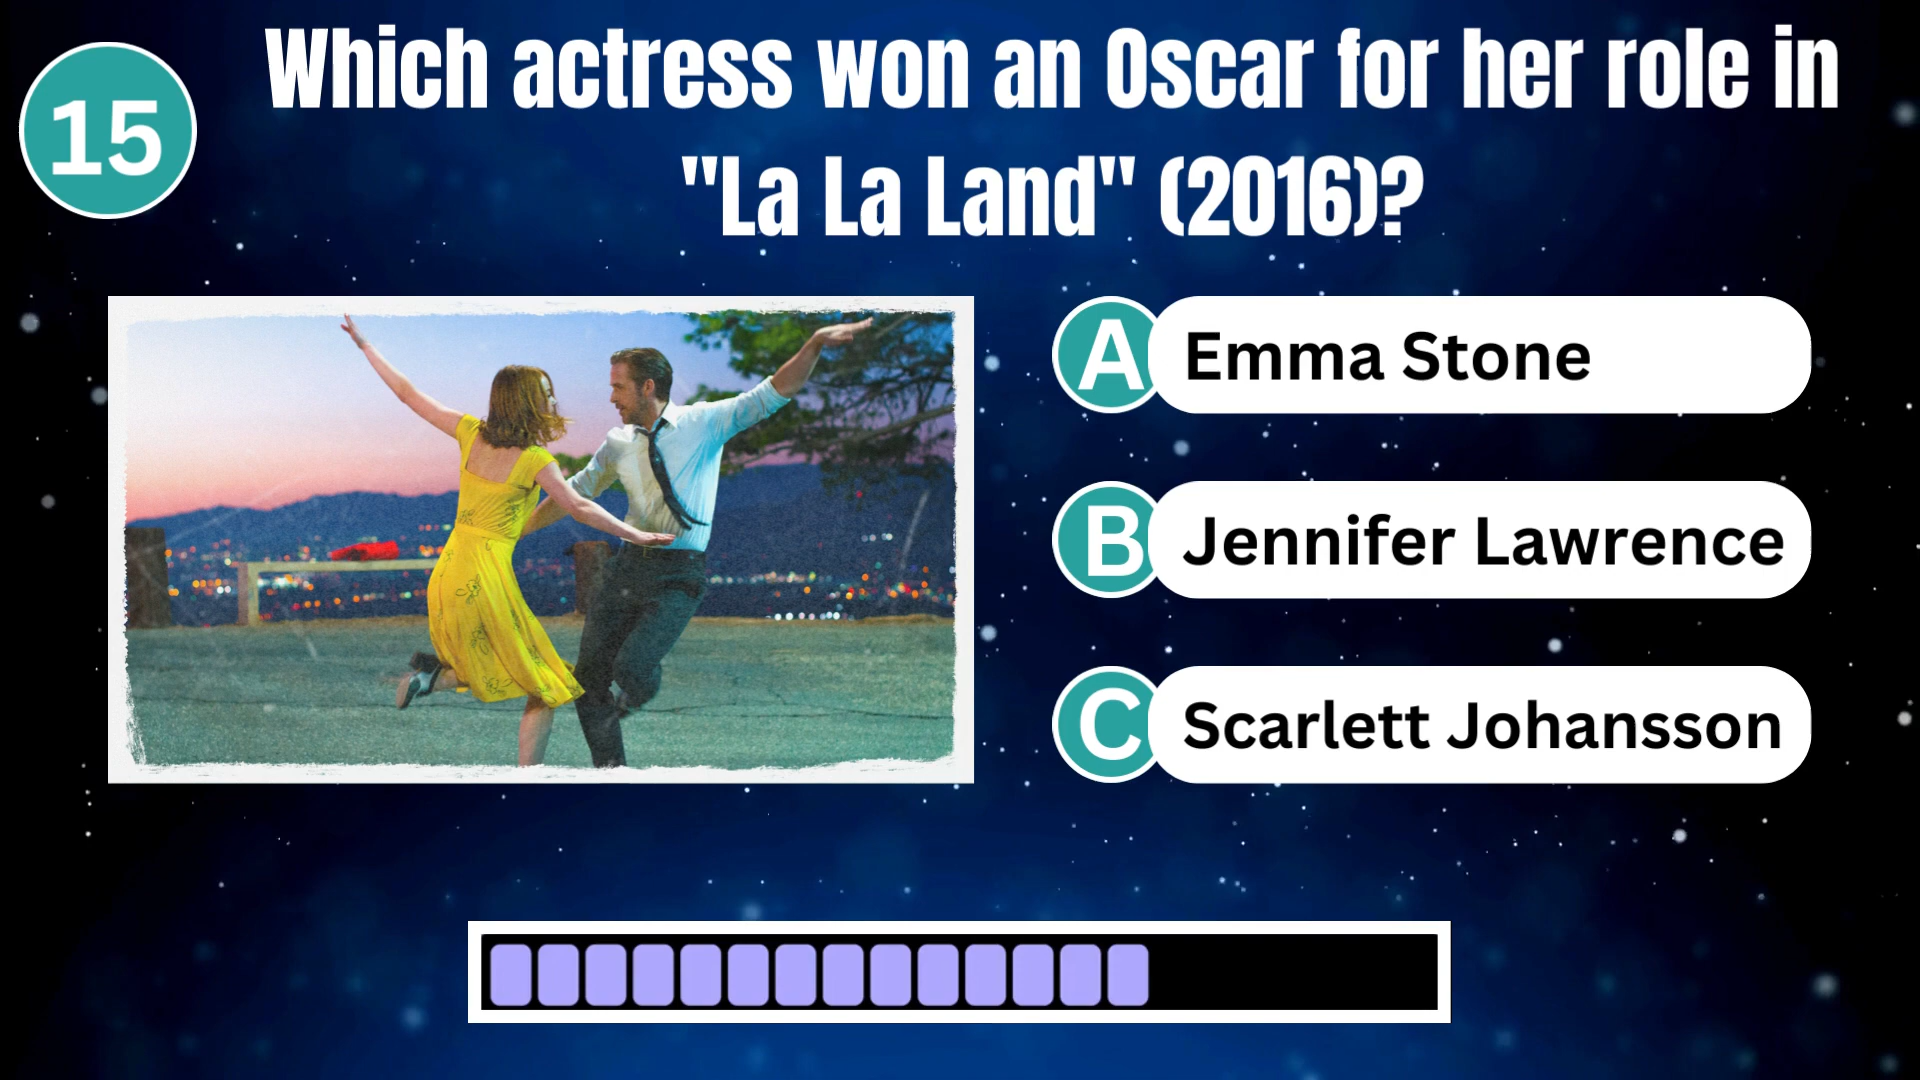 15
Which actress won an Oscar for her role in
"La La Land" (2016)?
A Emma Stone
B Jennifer Lawrence
C Scarlett Johansson